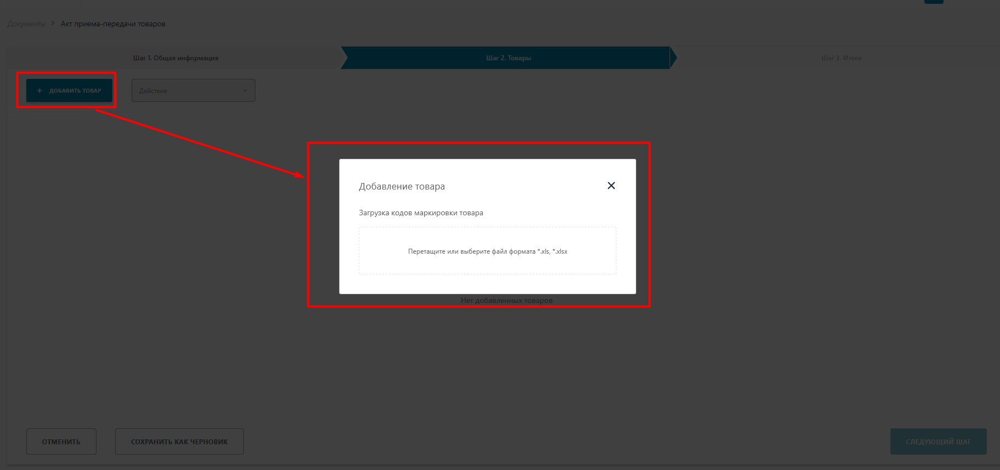 Документы > Акт приема-передачи товаров
Шаг 1. Общая информация
Шаг 2. Товары
Шаг 3. Итоги
+ ДОБАВИТЬ ТОВАР
Действие
Добавление товара
Загрузка кодов маркировки товара
Перетащите или выберите файл формата *.xls, *.xlsx
Нет добавленных товаров
ОТМЕНИТЬ
СОХРАНИТЬ КАК ЧЕРНОВИК
СЛЕДУЮЩИЙ ШАГ